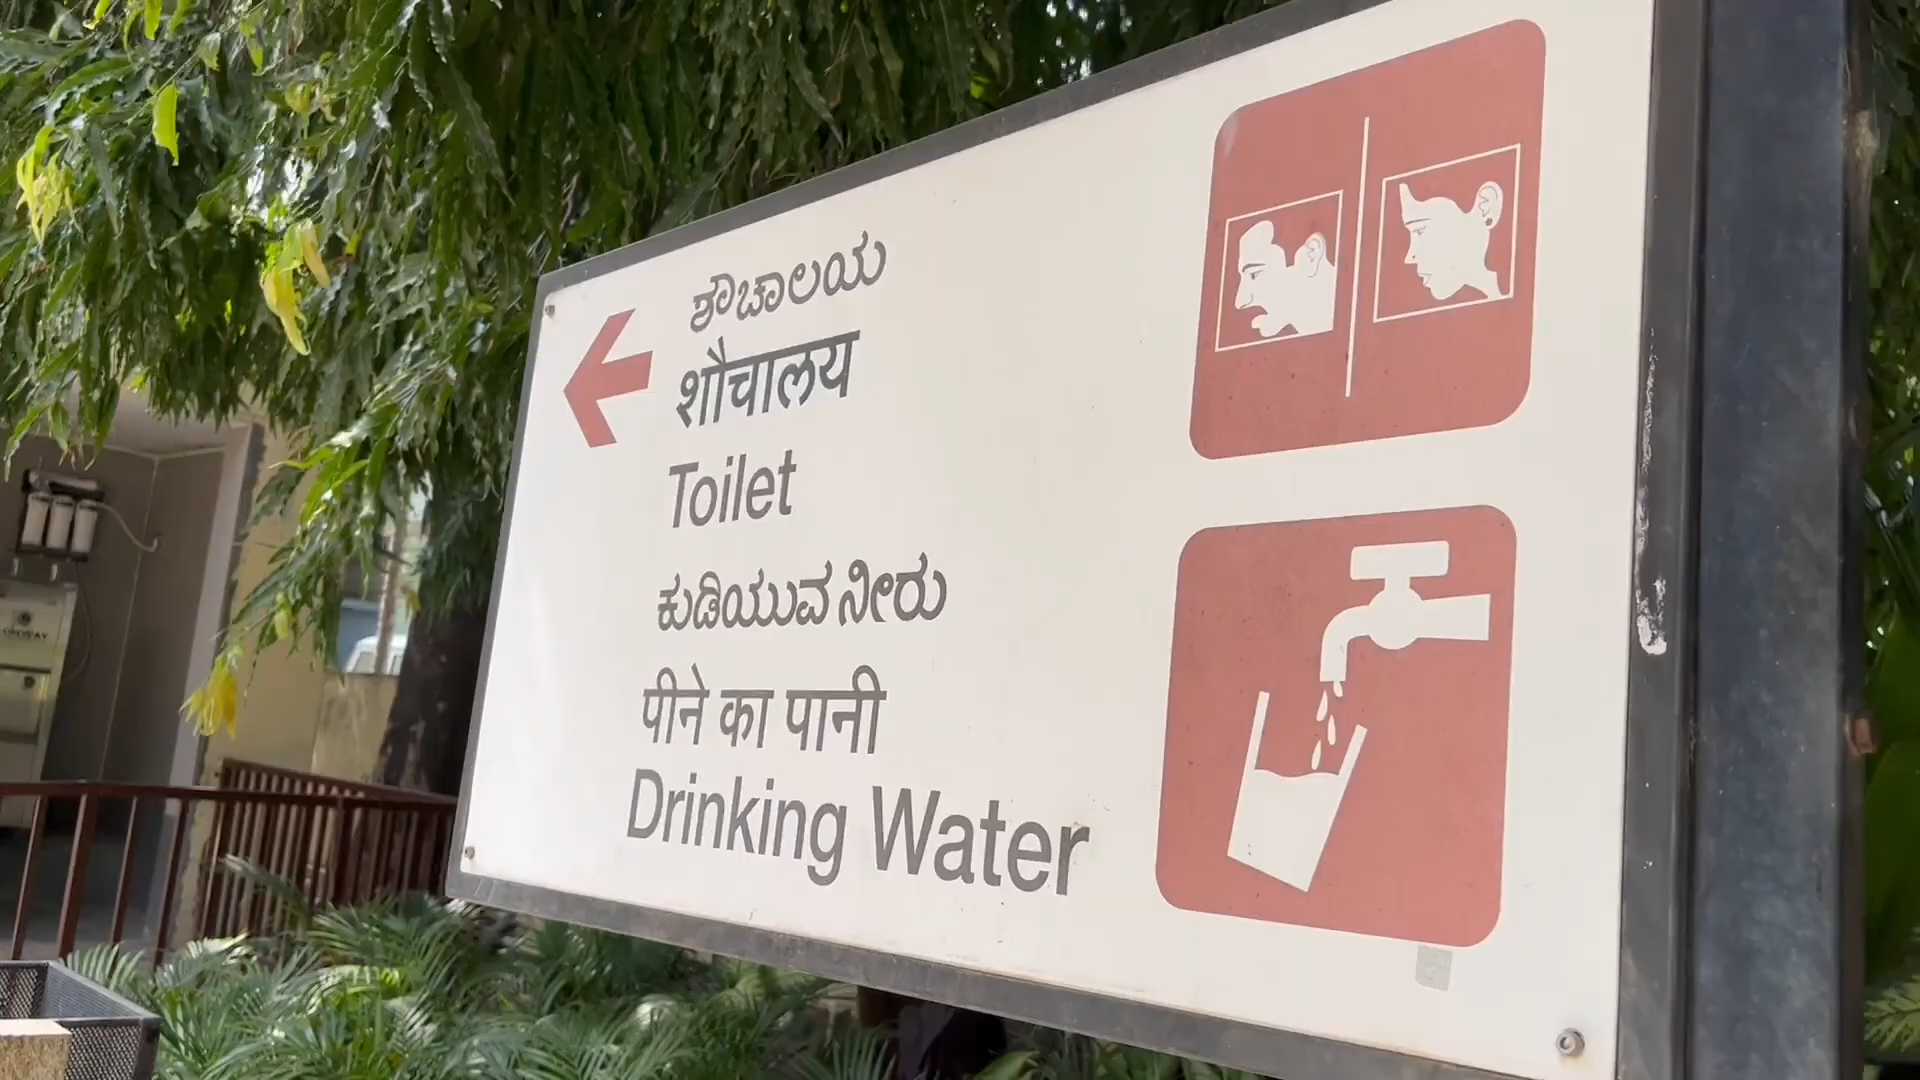 ಶೌಚಾಲಯ
शौचालय
Toilet
ಕುಡಿಯುವ ನೀರು
पीने का पानी
Drinking Water